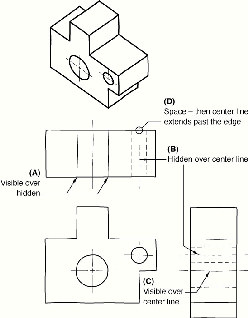 (D)
Space – then center line
extends past the edge
(B)
Hidden over center line
(A)
Visible over
hidden
(C)
Visible over
center line